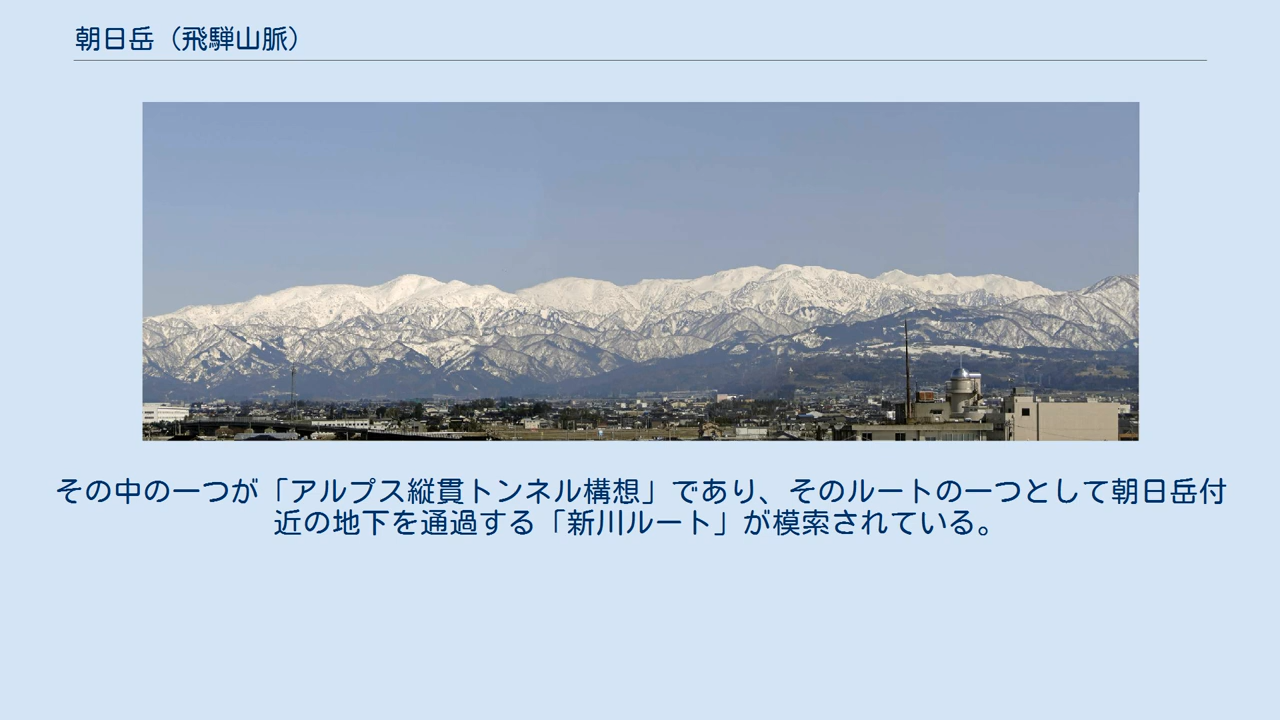 朝日岳（飛騨山脈）
その中の一つが「アルプス縦貫トンネル構想」であり、そのルートの一つとして朝日岳付
近の地下を通過する「新川ルート」が模索されている。